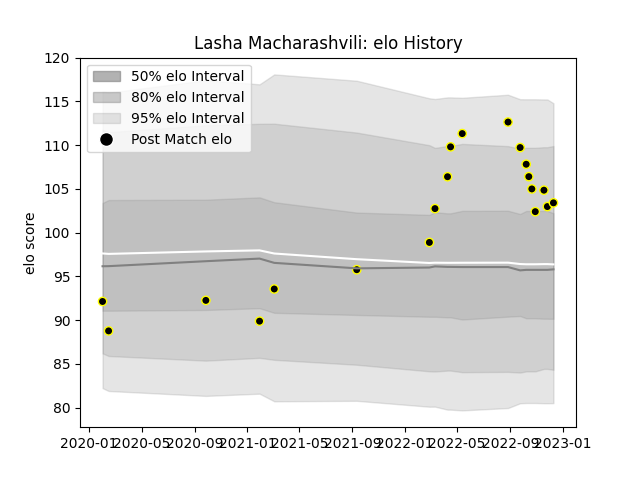 Lasha Macharashvili: elo History
50% elo Interval
80% elo Interval
95% elo Interval
Post Match elo
elo score
120
115
110
105
100
95
90
85
80
2020-01 2020-05 2020-09 2021-01 2021-05 2021-09 2022-01 2022-05 2022-09 2023-01